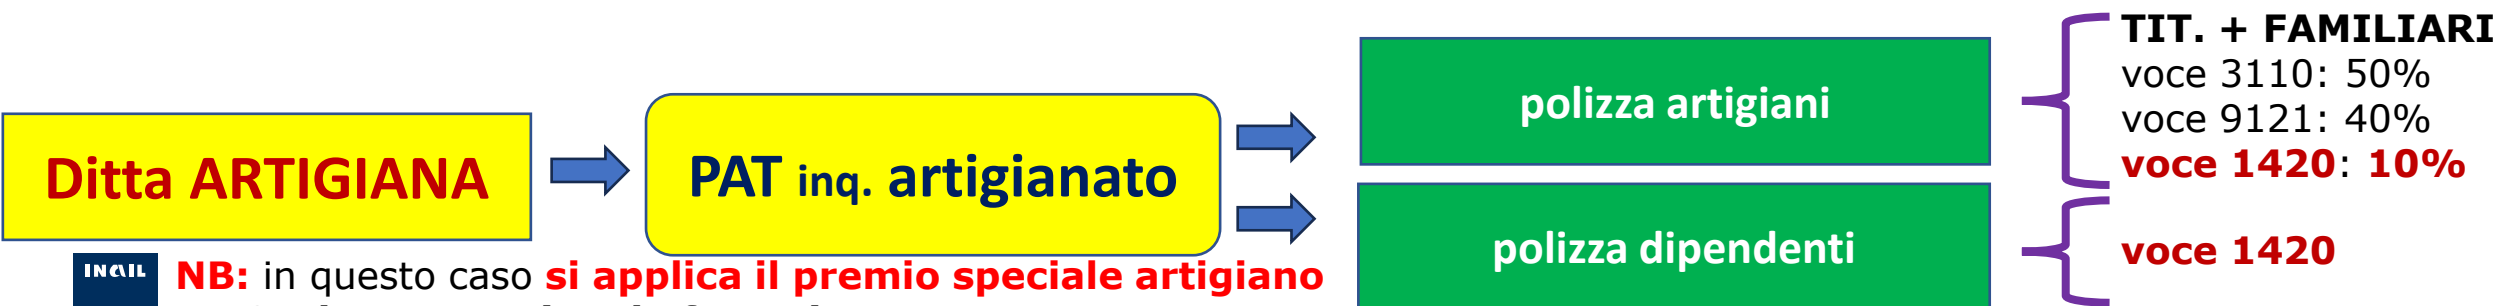 Ditta ARTIGIANA
PAT inq. artigianato
polizza artigiani
TIT. + FAMILIARI
voce 3110: 50%
voce 9121: 40%
voce 1420: 10%
polizza dipendenti
voce 1420
INAIL
NB: in questo caso si applica il premio speciale artigiano